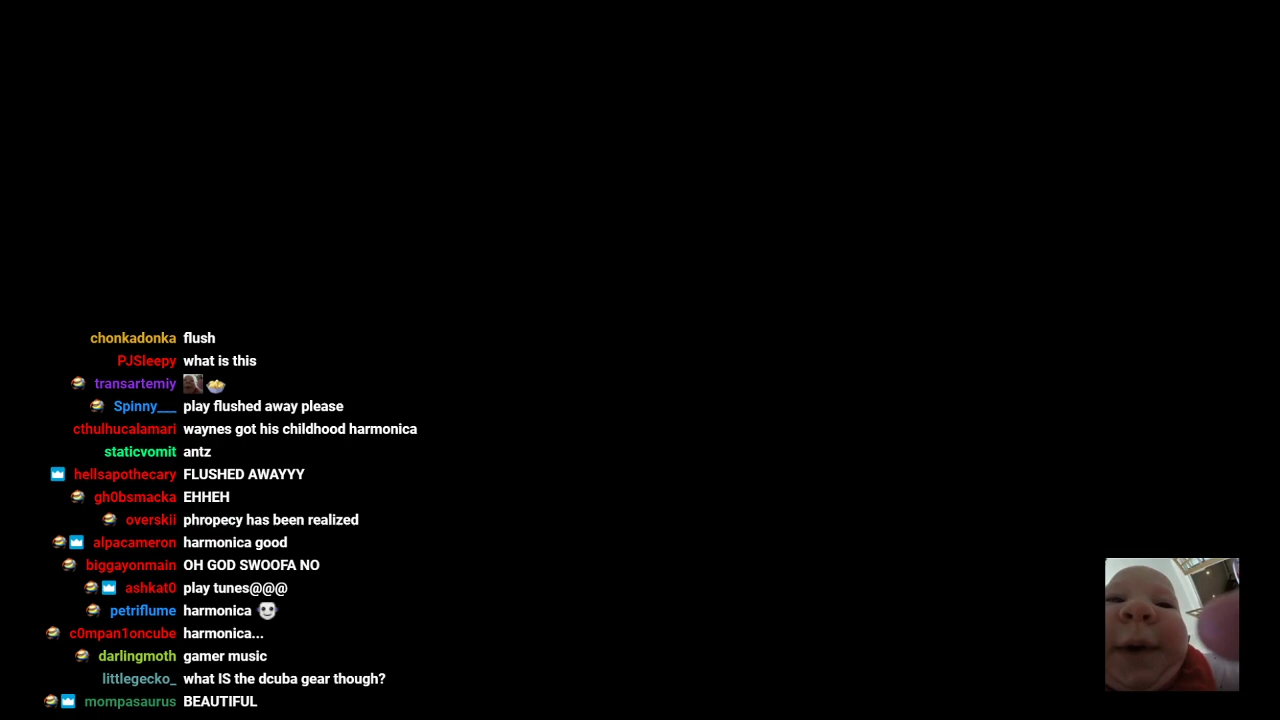 chonkadonka flush
PJSleepy what is this
transartemiy
Spinny___ play flushed away please
cthulhucalamari waynes got his childhood harmonica
staticvomit antz
hellsapothecary FLUSHED AWAYYY
gh0bsmacka EHHEH
overskii phropecy has been realized
alpacameron harmonica good
biggayonmain OH GOD SWOOFA NO
ashkat0 play tunes@@@
petriflume harmonica
c0mpan1oncube harmonica...
darlingmoth gamer music
littlegecko_ what IS the dcuba gear though?
mompasaurus BEAUTIFUL